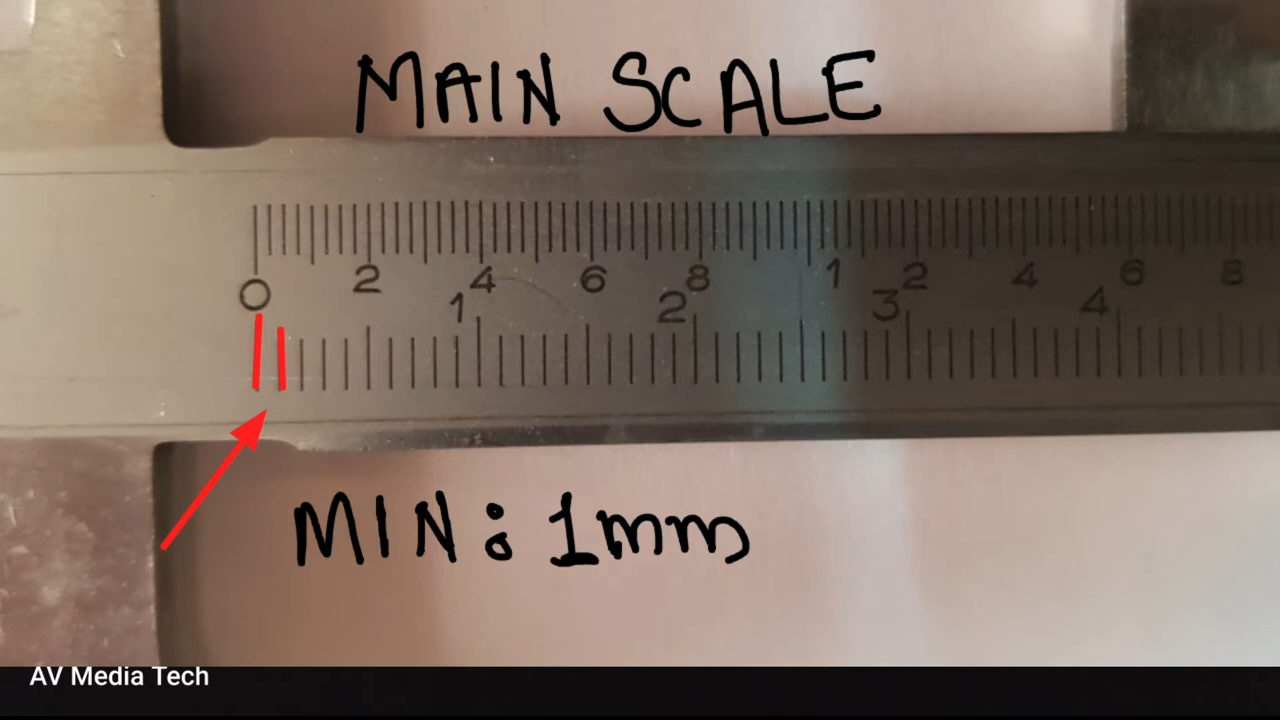 MAIN SCALE
0 2 4 6 8 1 2 4 6 8
1 2 3 4
MIN: 1mm
AV Media Tech